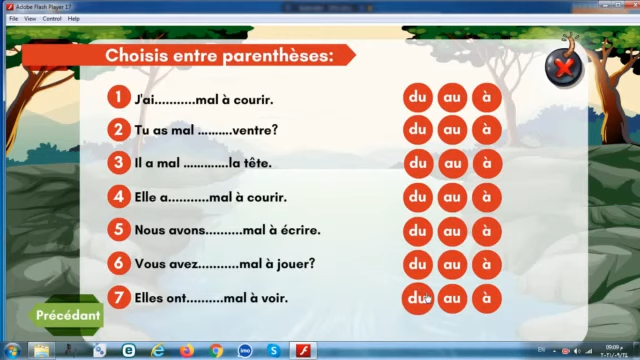 Adobe Flash Player 17
File View Control Help
Choisis entre parenthèses:
1 J'ai...........mal à courir. du au à
2 Tu as mal ..........ventre? du au à
3 Il a mal .............la tête. du au à
4 Elle a...........mal à courir. du au à
5 Nous avons..........mal à écrire. du au à
6 Vous avez...........mal à jouer? du au à
7 Elles ont..........mal à voir. du au à
Précédant
EN